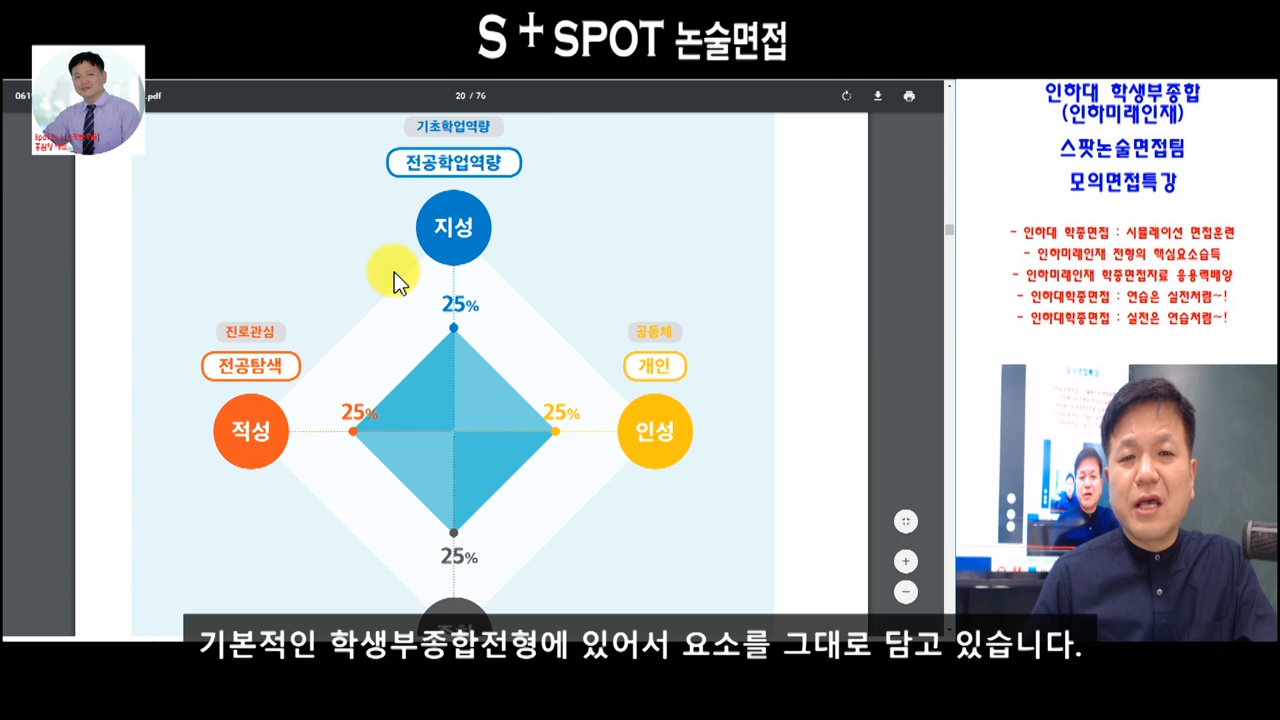 S+SPOT 논술면접
.pdf
20 / 76
기초학업역량
전공학업역량
지성
25%
진로관심
전공탐색
적성
25%
공동체
개인
인성
25%
25%
인하대 학생부종합
(인하미래인재)
스팟논술면접팀
모의면접특강
- 인하대 학종면접 : 시뮬레이션 면접훈련
- 인하미래인재 전형의 핵심요소습득
- 인하미래인재 학종면접자료 응용력배양
- 인하대학종면접 : 연습은 실전처럼~!
- 인하대학종면접 : 실전은 연습처럼~!
기본적인 학생부종합전형에 있어서 요소를 그대로 담고 있습니다.